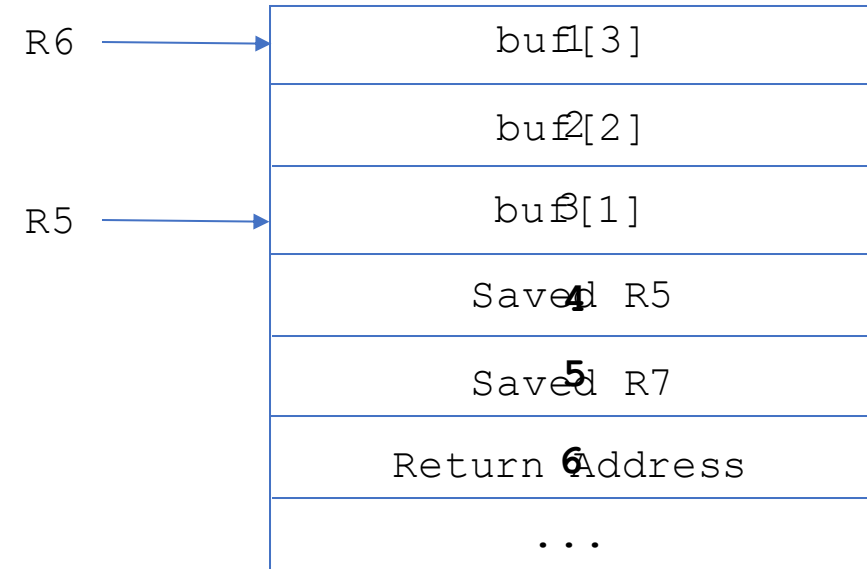 R6
buf[3]
1
buf[2]
2
R5
buf[1]
3
Saved R5
4
Saved R7
5
Return Address
6
...